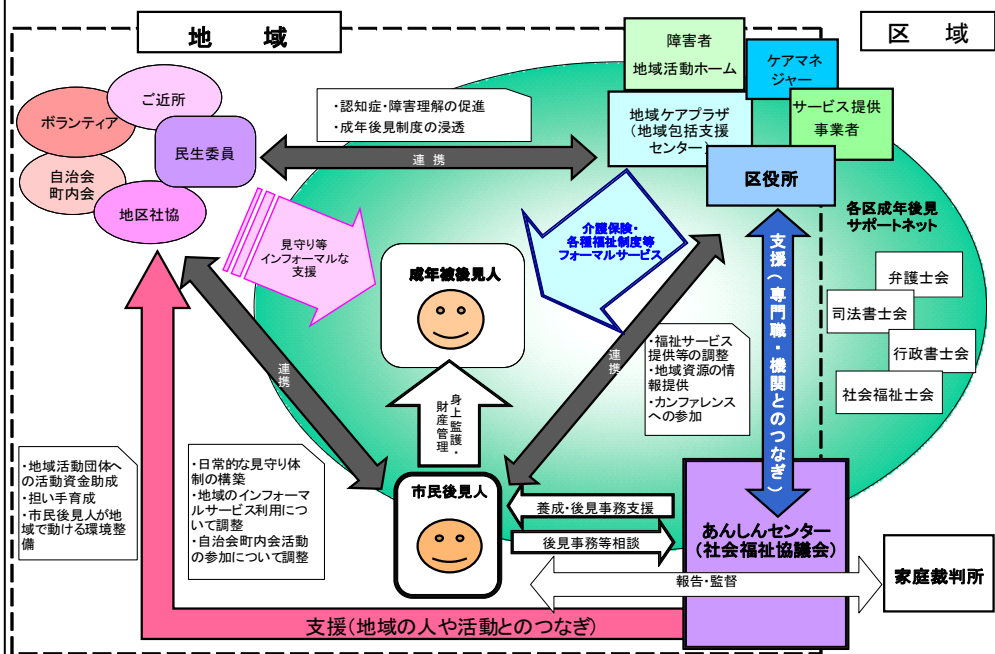 地　域
区　域
障害者
地域活動ホーム
ケアマネ
ジャー
サービス提供
事業者
地域ケアプラザ
（地域包括支援
センター）
区役所
ご近所
ボランティア
民生委員
自治会
町内会
地区社協
・認知症・障害理解の促進
・成年後見制度の浸透
連 携
見守り等
インフォーマルな
支援
介護保険・
各種福祉制度等
フォーマルサービス
成年被後見人
各区成年後見
サポートネット
弁護士会
司法書士会
行政書士会
社会福祉士会
支援（専門職・機関とのつなぎ）
連携
連携
・福祉サービス
提供等の調整
・地域資源の情
報提供
・カンファレンス
への参加
身上監護・
財産管理
・地域活動団体へ
の活動資金助成
・担い手育成
・市民後見人が地
域で動ける環境整
備
・日常的な見守り体
制の構築
・地域のインフォー
マルサービス利用につ
いて調整
・自治会町内会活動
の参加について調整
市民後見人
養成・後見事務支援
後見事務等相談
あんしんセンター
（社会福祉協議会）
報告・監督
家庭裁判所
支援（地域の人や活動とのつなぎ）